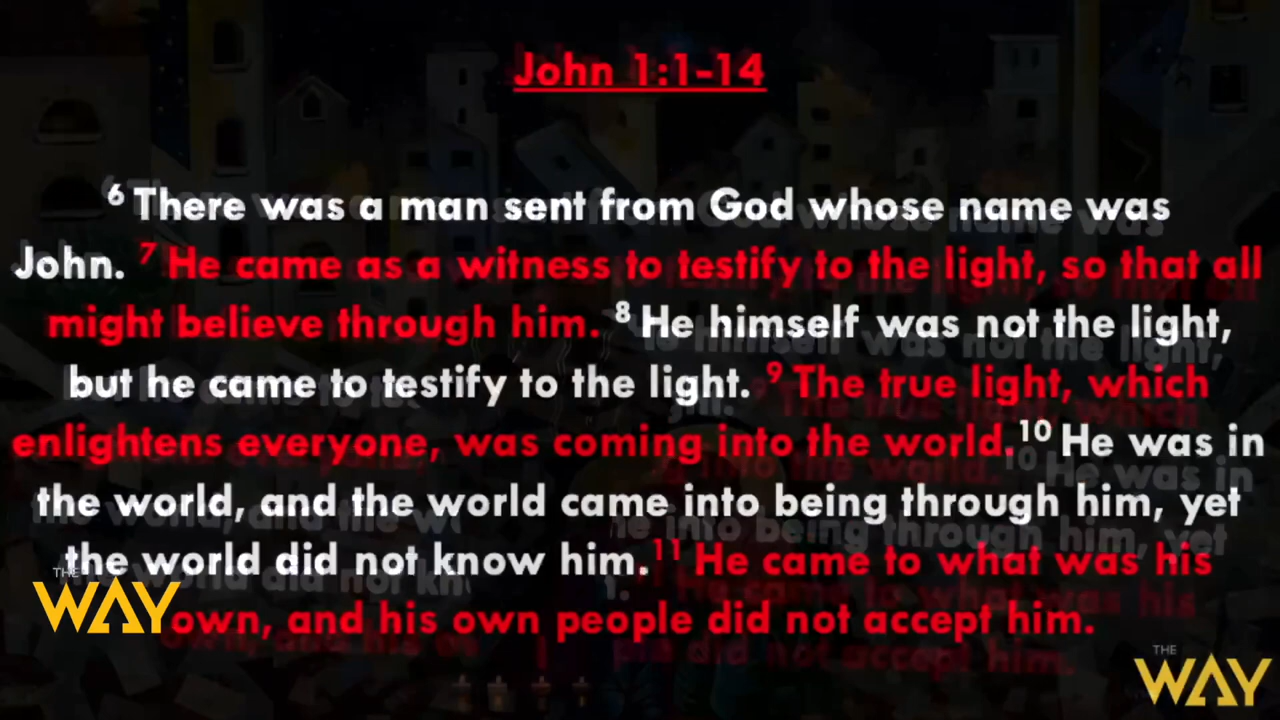 John 1:1-14
⁶ There was a man sent from God whose name was
John. ⁷ He came as a witness to testify to the light, so that all
might believe through him. ⁸ He himself was not the light,
but he came to testify to the light. ⁹ The true light, which
enlightens everyone, was coming into the world.¹⁰ He was in
the world, and the world came into being through him, yet
the world did not know him.¹¹ He came to what was his
own, and his own people did not accept him.
THE
WAY
THE
WAY